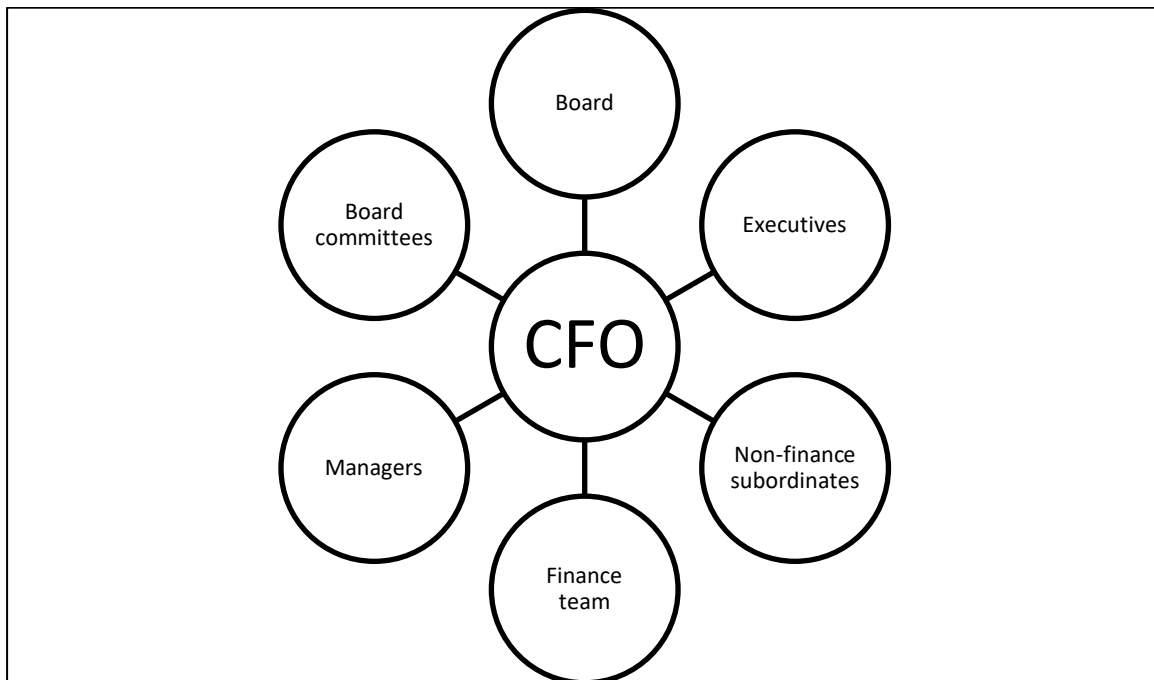 Board
Board
committees
Executives
CFO
Managers
Non-finance
subordinates
Finance
team